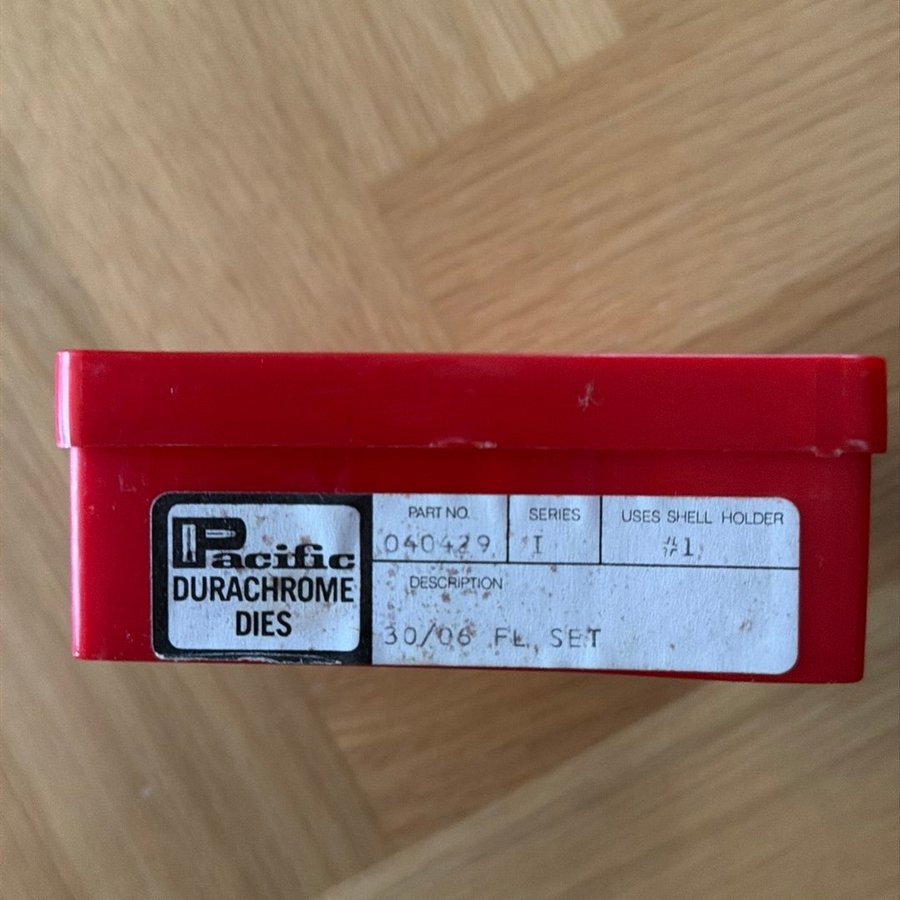 Pacific
DURACHROME
DIES
PART NO.
040429
SERIES
I
USES SHELL HOLDER
#1
DESCRIPTION
30/06 FL SET